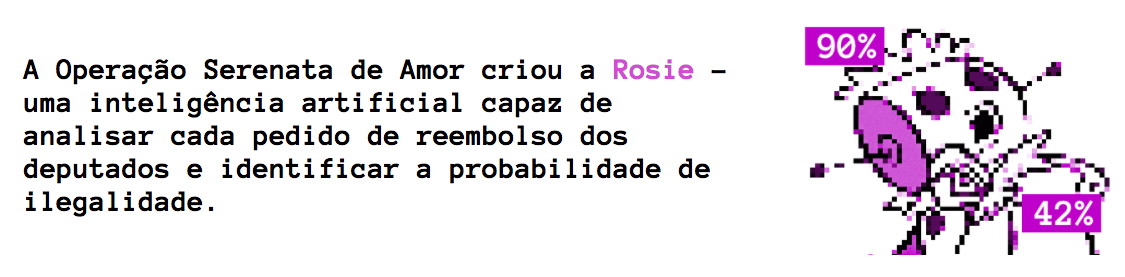 A Operação Serenata de Amor criou a Rosie –
uma inteligência artificial capaz de
analisar cada pedido de reembolso dos
deputados e identificar a probabilidade de
ilegalidade.
90%
42%